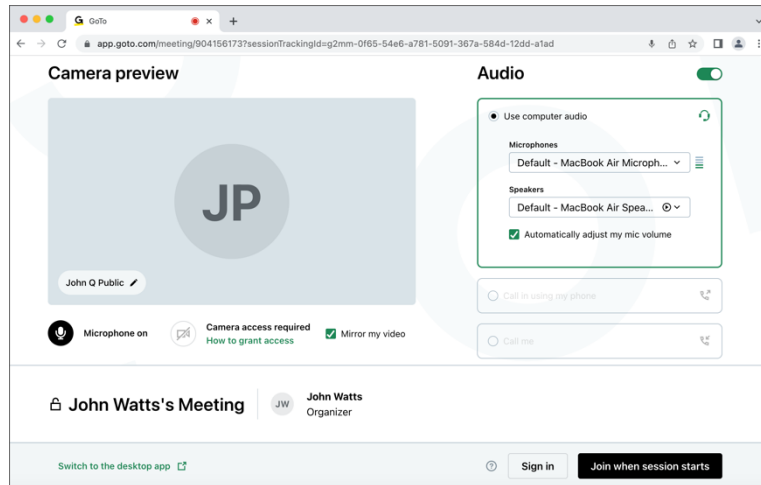 GoTo
app.goto.com/meeting/904156173?sessionTrackingId=g2mm-0f65-54e6-a781-5091-367a-584d-12dd-a1ad
Camera preview
JP
John Q Public
Microphone on
Camera access required
How to grant access
Mirror my video
Audio
Use computer audio
Microphones
Default - MacBook Air Microph...
Speakers
Default - MacBook Air Spea...
Automatically adjust my mic volume
Call in using my phone
Call me
John Watts's Meeting
JW
John Watts
Organizer
Switch to the desktop app
Sign in
Join when session starts